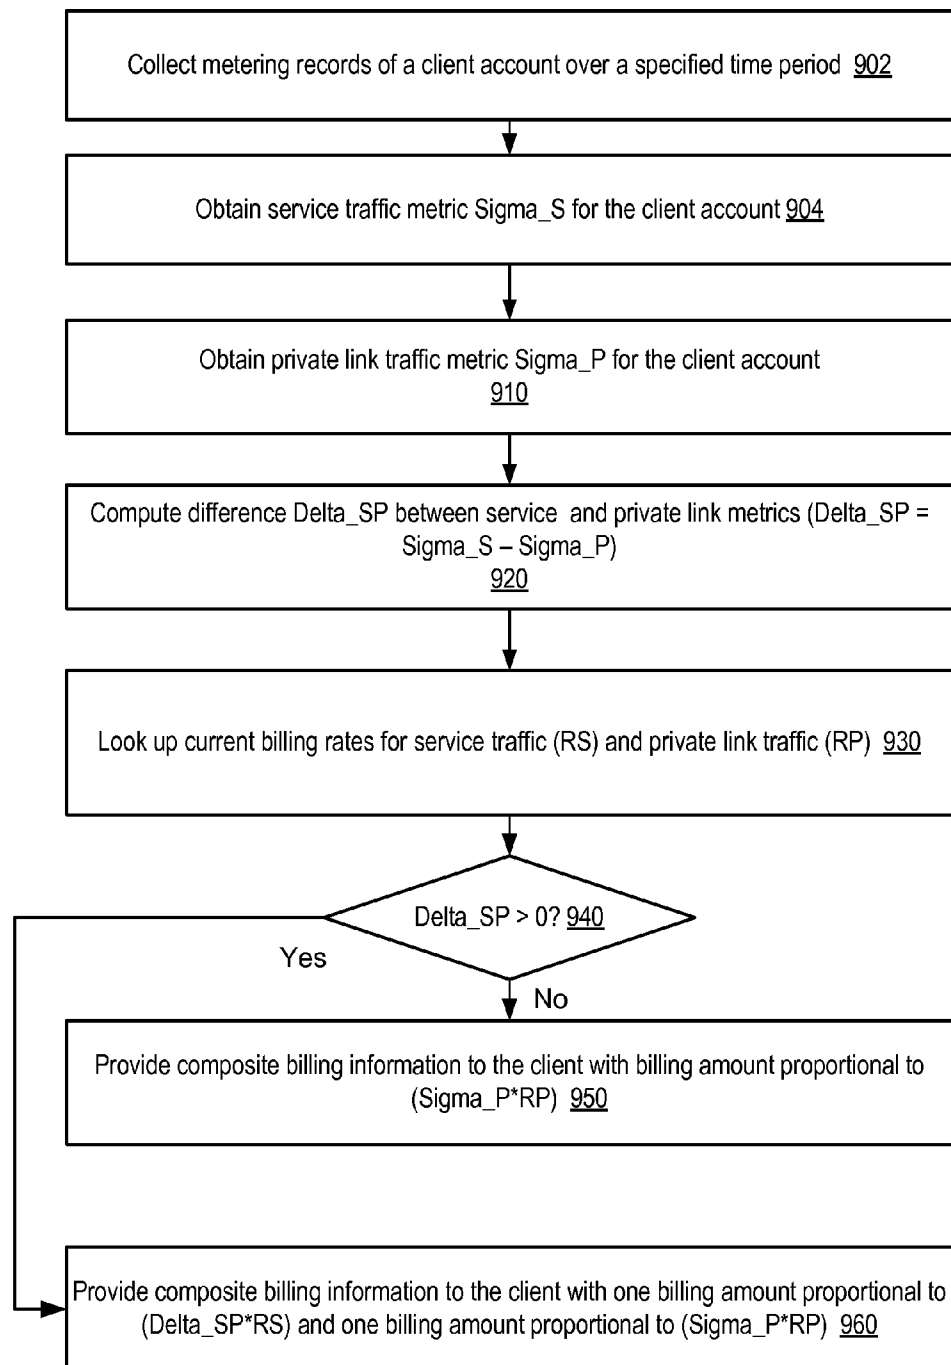 Collect metering records of a client account over a specified time period 902
Obtain service traffic metric Sigma_S for the client account 904
Obtain private link traffic metric Sigma_P for the client account
910
Compute difference Delta_SP between service and private link metrics (Delta_SP =
Sigma_S – Sigma_P)
920
Look up current billing rates for service traffic (RS) and private link traffic (RP) 930
Delta_SP > 0? 940
Yes
No
Provide composite billing information to the client with billing amount proportional to
(Sigma_P*RP) 950
Provide composite billing information to the client with one billing amount proportional to
(Delta_SP*RS) and one billing amount proportional to (Sigma_P*RP) 960